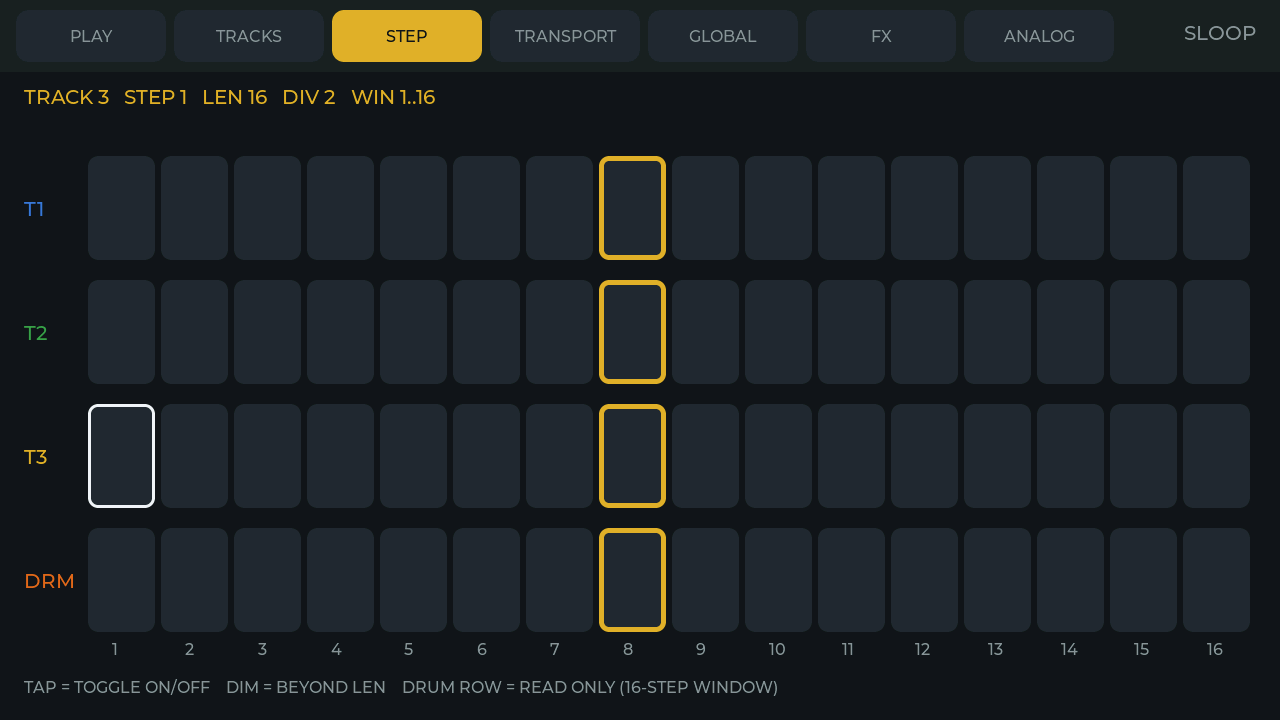 PLAY TRACKS STEP TRANSPORT GLOBAL FX ANALOG SLOOP
TRACK 3 STEP 1 LEN 16 DIV 2 WIN 1..16
T1
T2
T3
DRM
1 2 3 4 5 6 7 8 9 10 11 12 13 14 15 16
TAP = TOGGLE ON/OFF DIM = BEYOND LEN DRUM ROW = READ ONLY (16-STEP WINDOW)